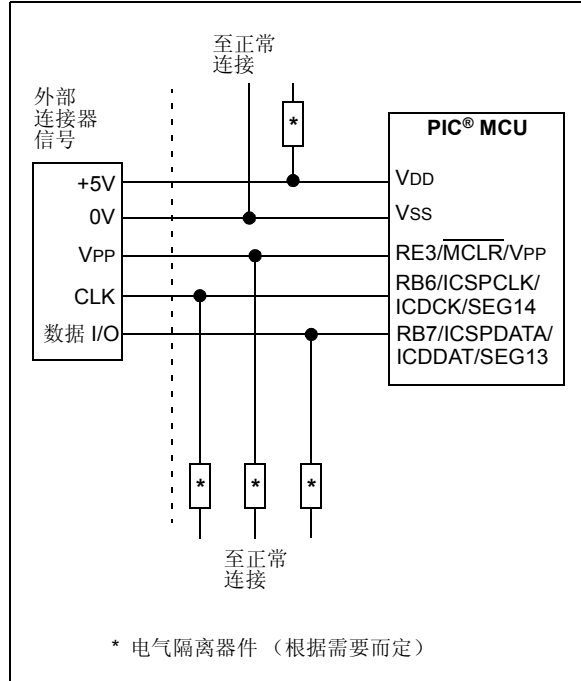 至正常
连接
外部
连接器
信号
*
PIC® MCU
+5V
VDD
0V
VSS
VPP
RE3/MCLR/VPP
CLK
RB6/ICSPCLK/
ICDCK/SEG14
数据 I/O
RB7/ICSPDATA/
ICDDAT/SEG13
*
*
*
至正常
连接
* 电气隔离器件 （根据需要而定）